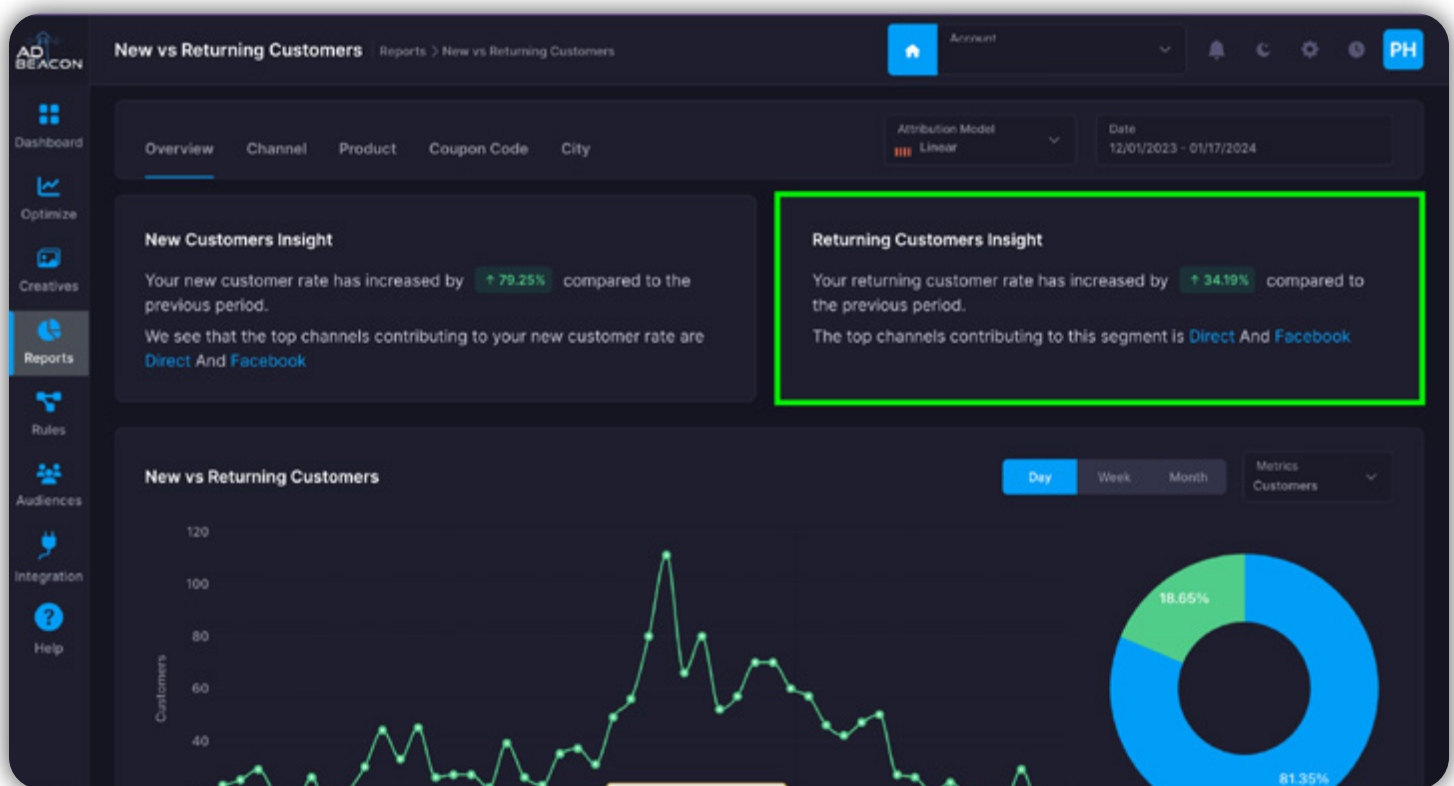 AD
BEACON
New vs Returning Customers
Reports > New vs Returning Customers
Account
PH
Dashboard
Optimize
Creatives
Reports
Rules
Audiences
Integration
Help
Overview Channel Product Coupon Code City
Attribution Model
Linear
Date
12/01/2023 - 01/17/2024
New Customers Insight
Your new customer rate has increased by ↑ 79.25% compared to the
previous period.
We see that the top channels contributing to your new customer rate are
Direct And Facebook
Returning Customers Insight
Your returning customer rate has increased by ↑ 34.19% compared to
the previous period.
The top channels contributing to this segment is Direct And Facebook
New vs Returning Customers
Day Week Month
Metrics
Customers
120
100
80
60
40
Customers
18.65%
81.35%